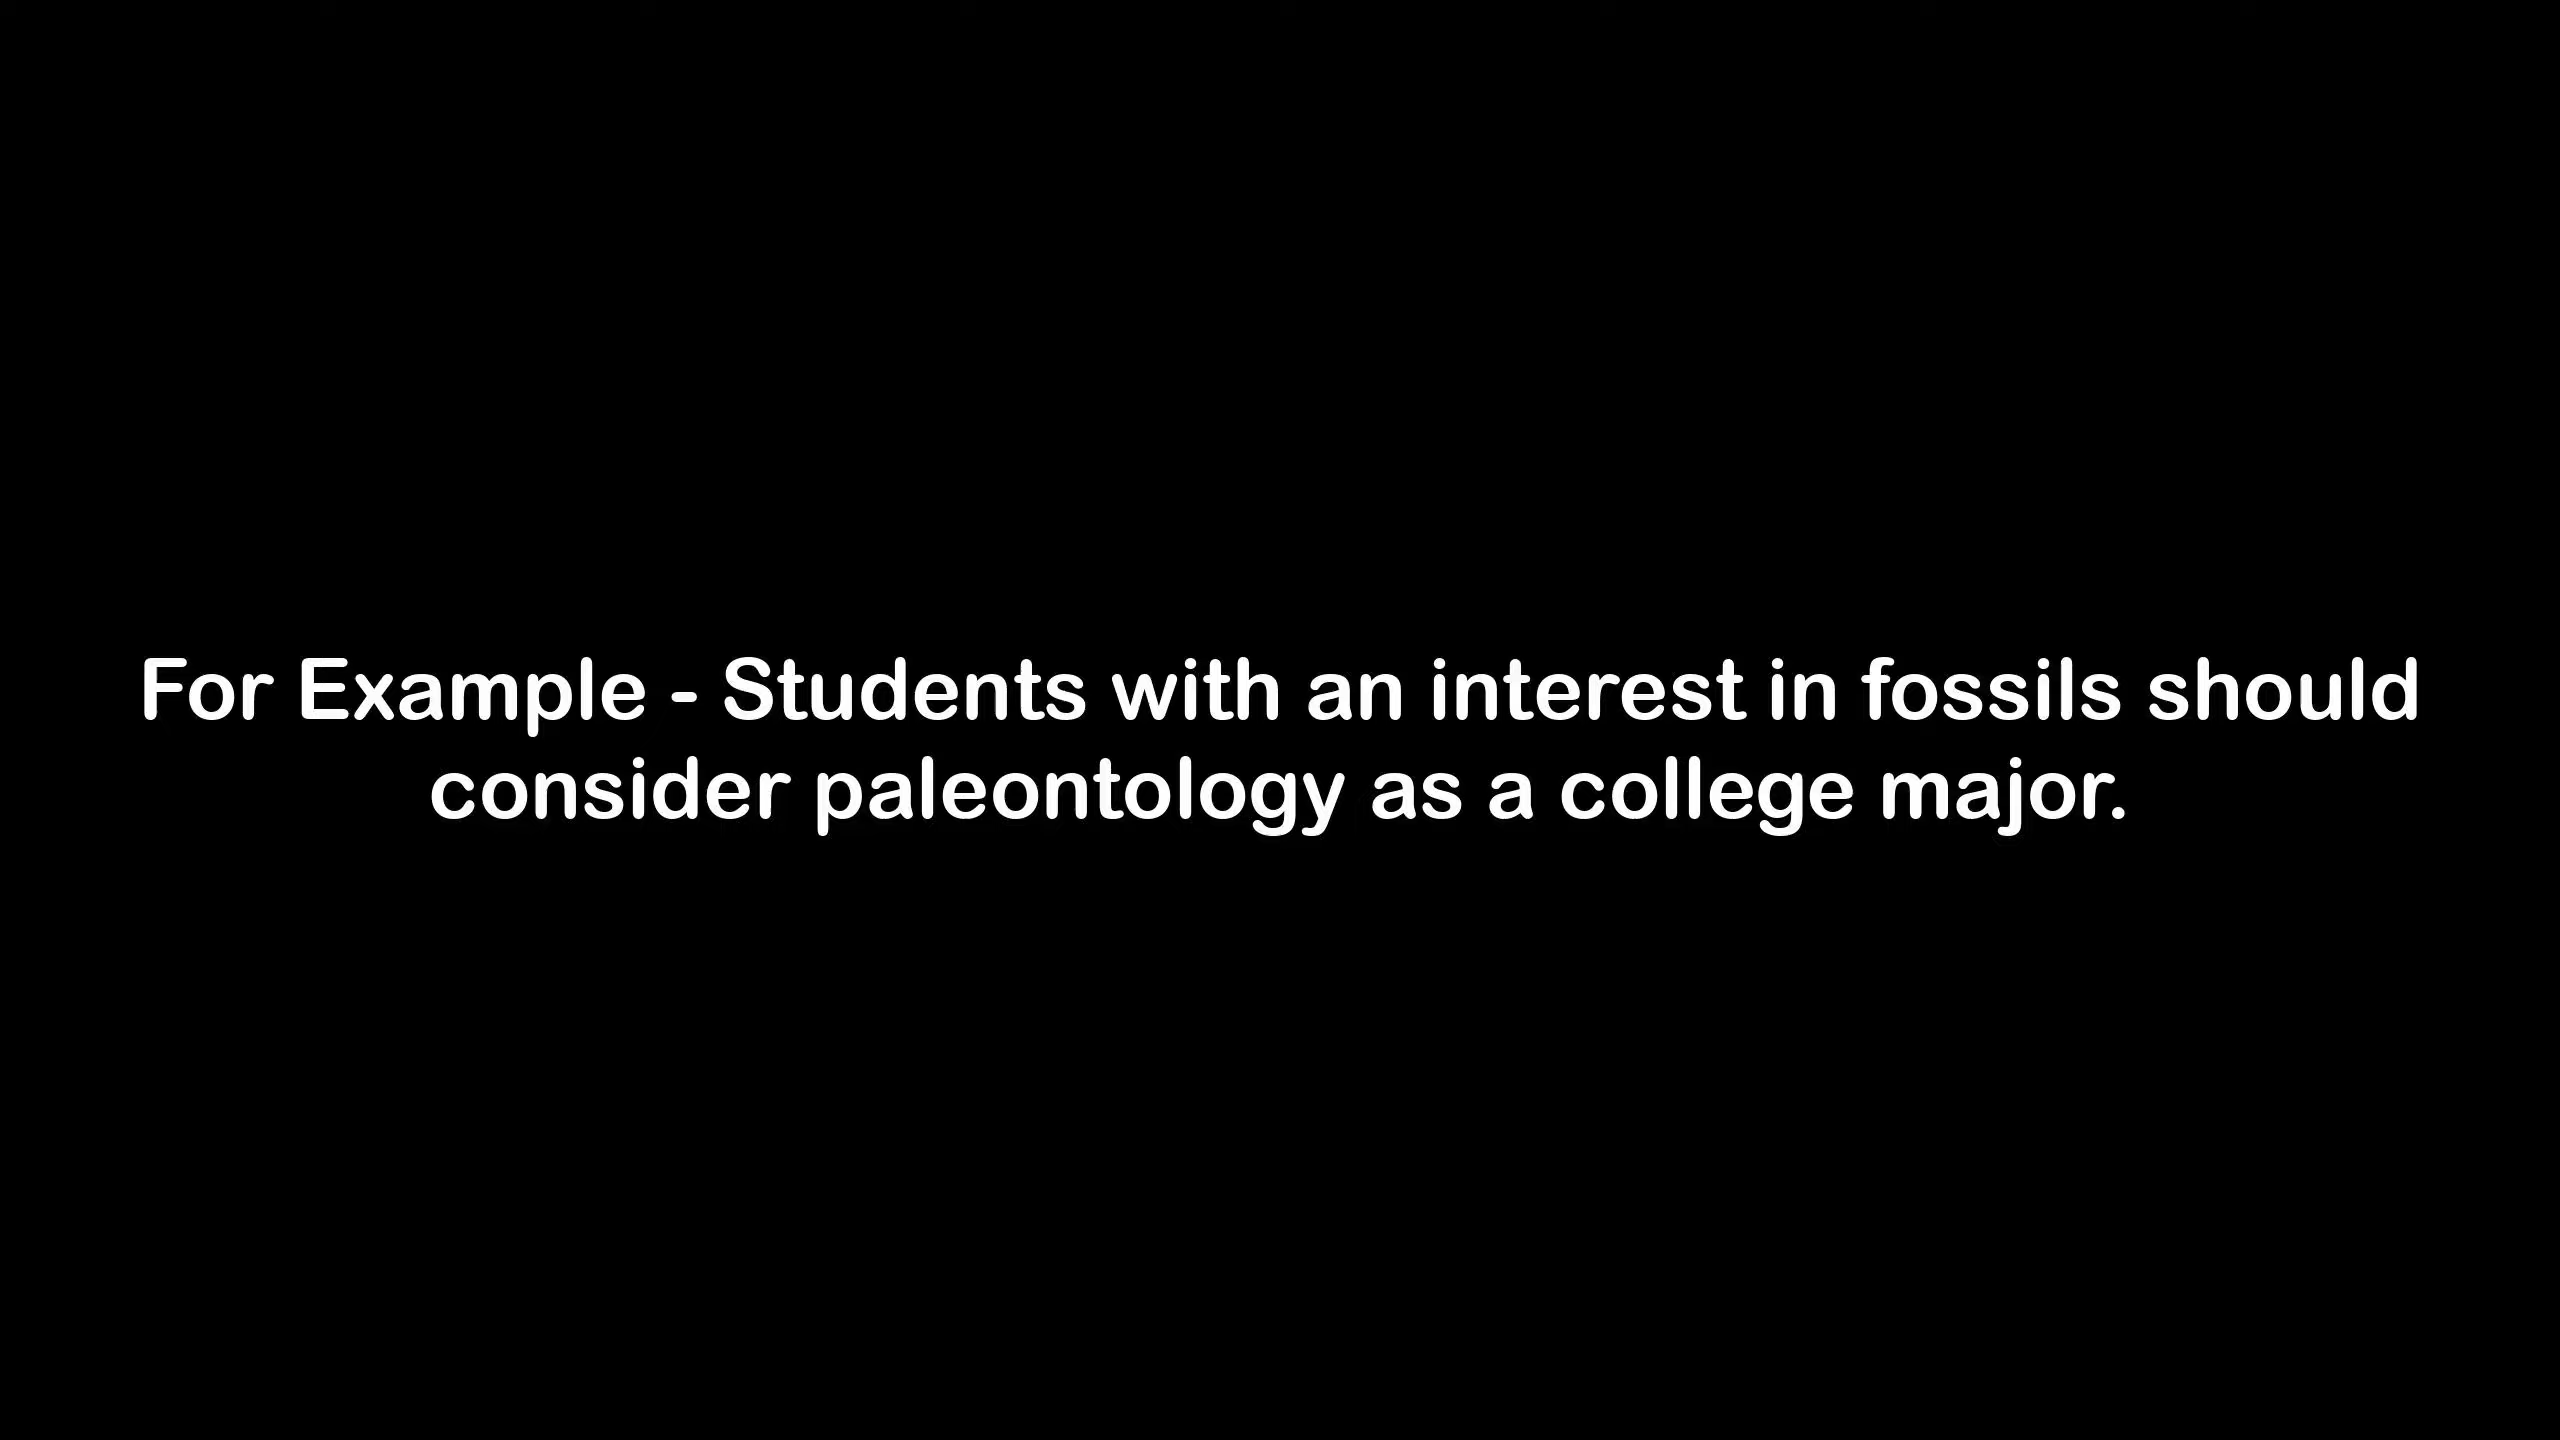 For Example - Students with an interest in fossils should
consider paleontology as a college major.